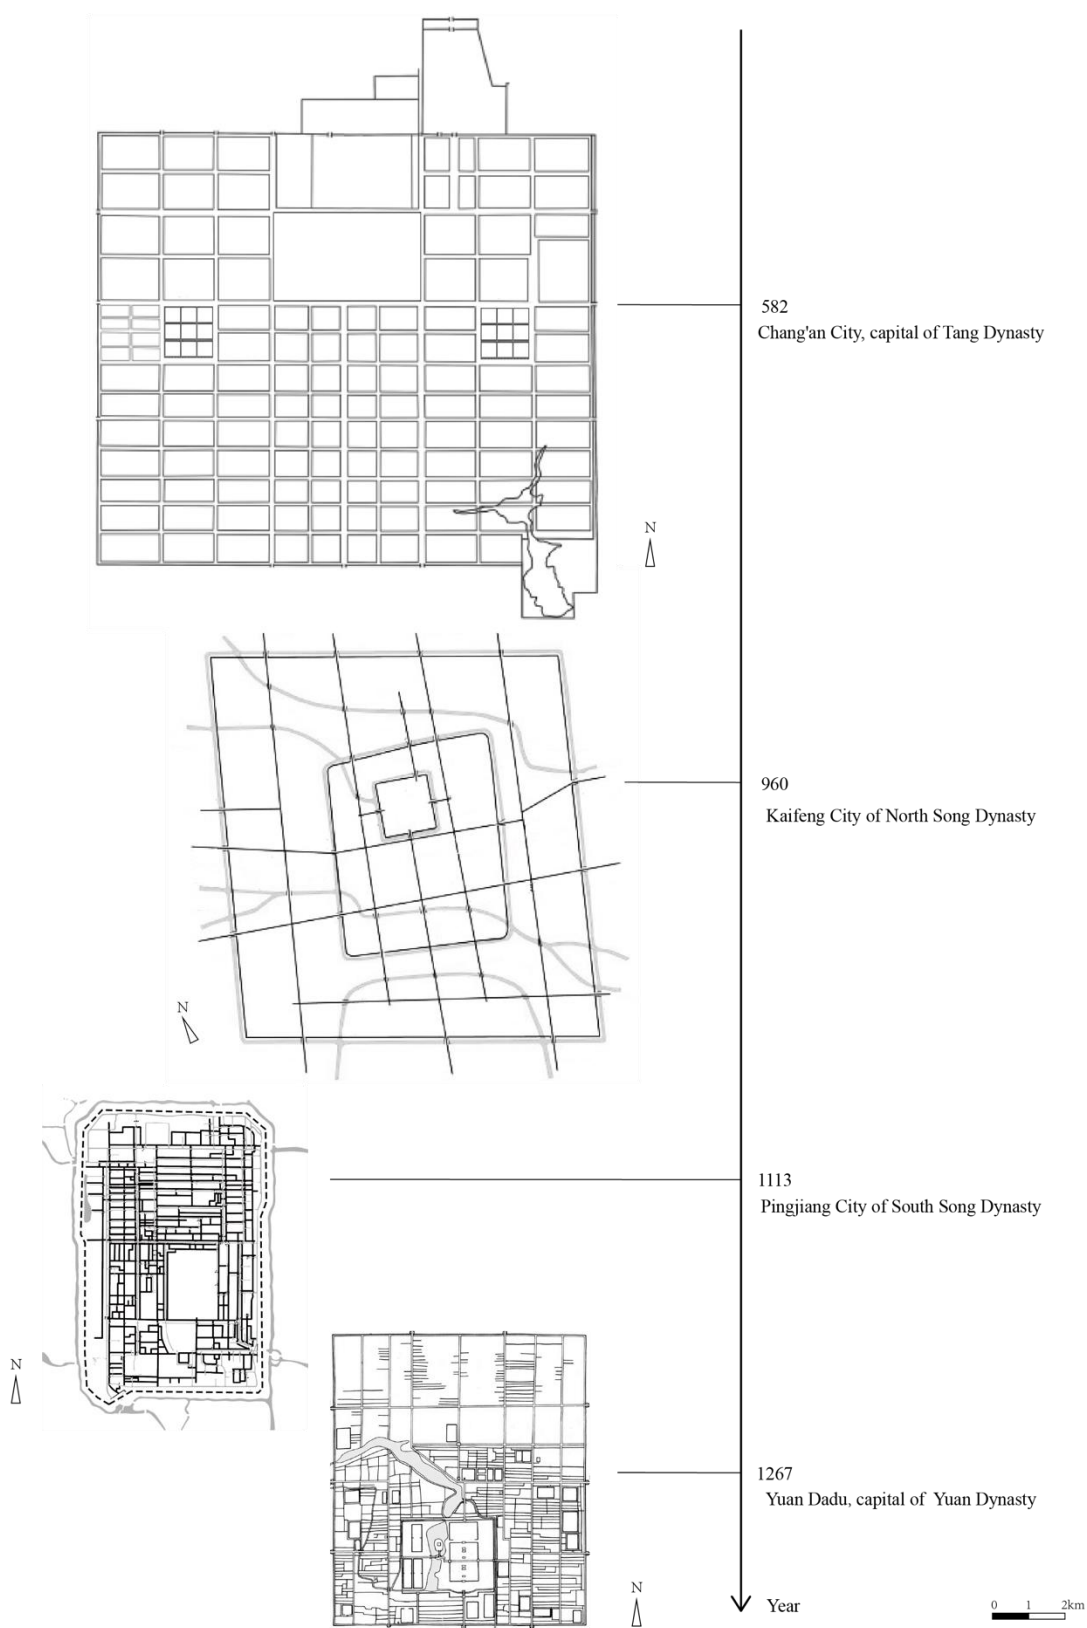 N
582
Chang'an City, capital of Tang Dynasty
N
960
Kaifeng City of North Song Dynasty
N
1113
Pingjiang City of South Song Dynasty
N
1267
Yuan Dadu, capital of Yuan Dynasty
Year
0 1 2km